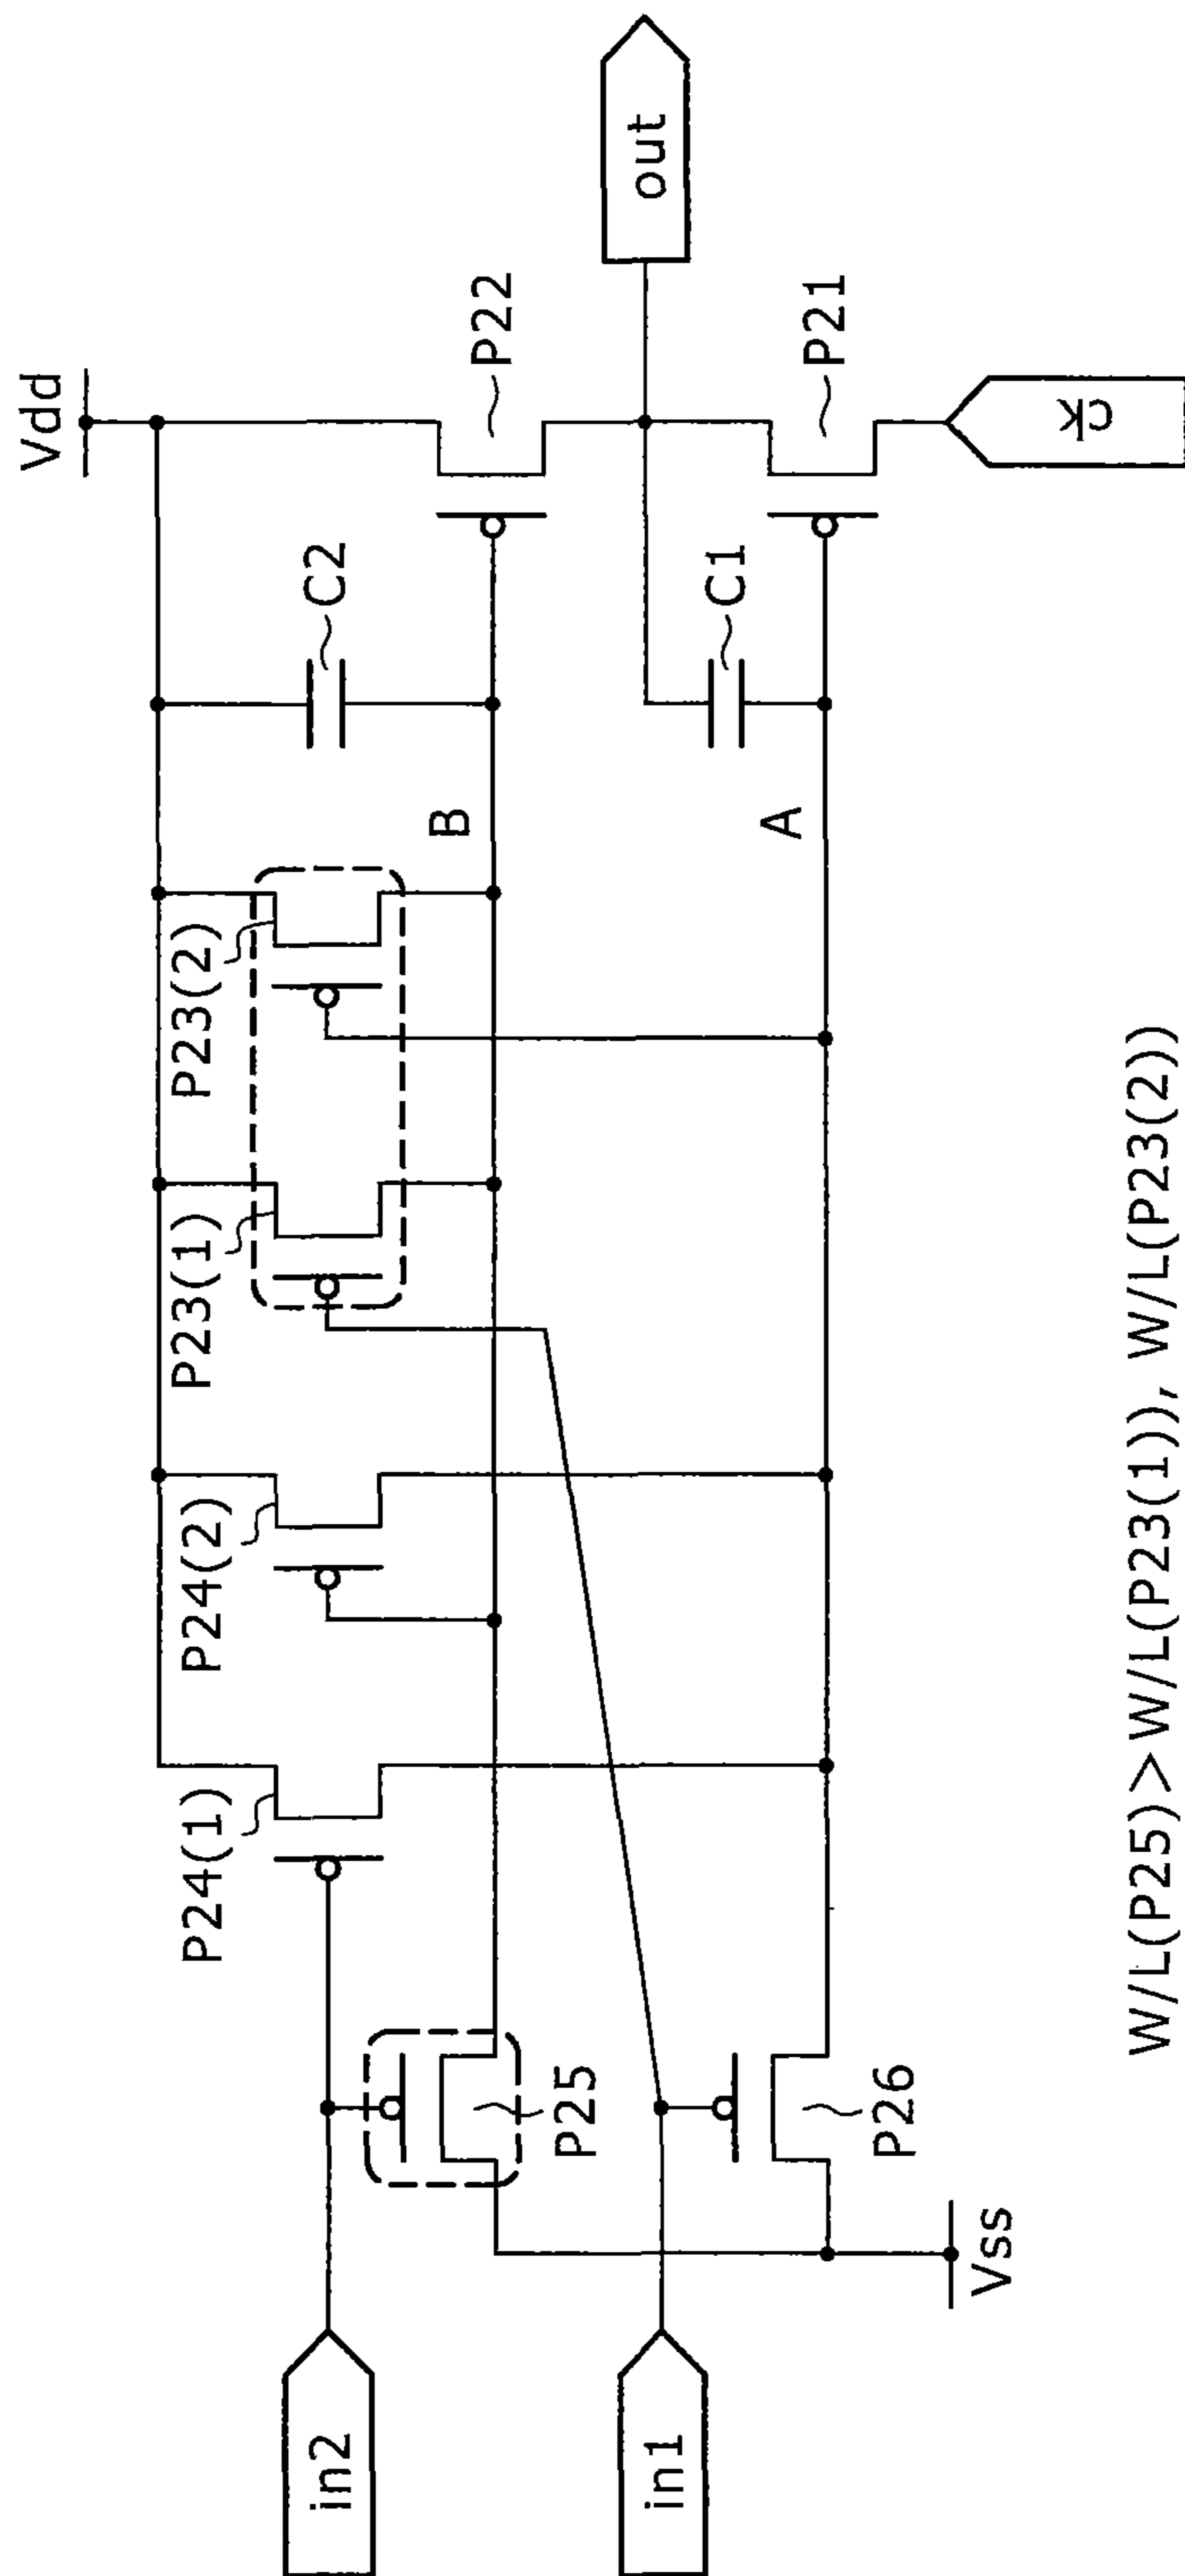 Vdd
P24(1)
P24(2)
P23(1)
P23(2)
C2
P22
B
in2
P25
out
C1
P21
A
in1
P26
ck
Vss
W/L(P25)>W/L(P23(1)), W/L(P23(2))